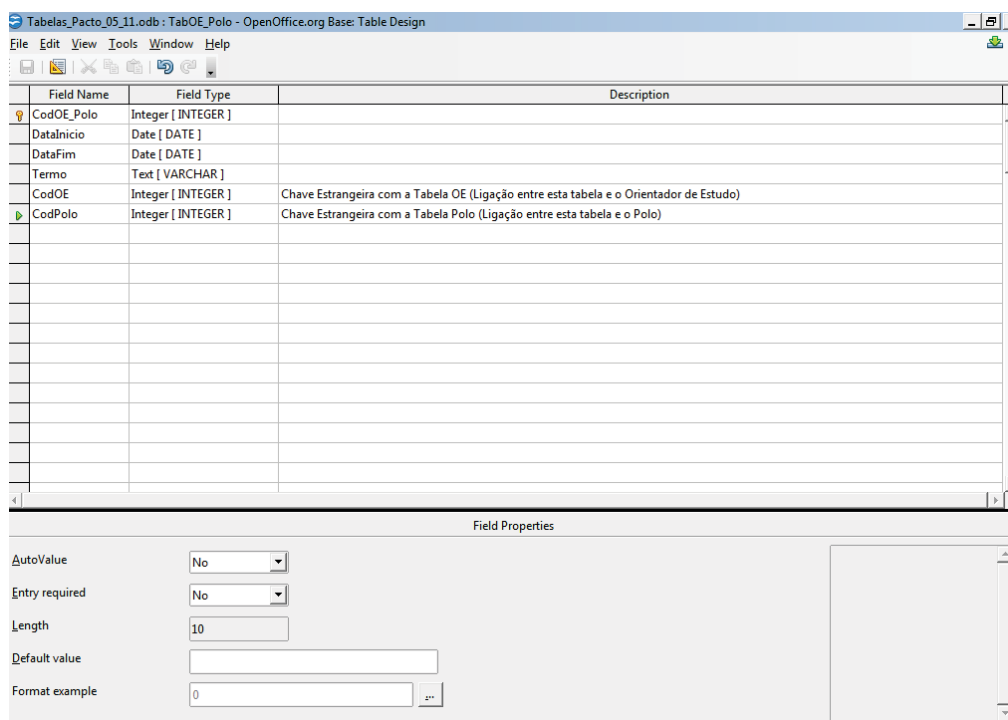 Tabelas_Pacto_05_11.odb : TabOE_Polo - OpenOffice.org Base: Table Design
File Edit View Tools Window Help
Field Name Field Type Description
CodOE_Polo Integer [ INTEGER ]
DataInicio Date [ DATE ]
DataFim Date [ DATE ]
Termo Text [ VARCHAR ]
CodOE Integer [ INTEGER ] Chave Estrangeira com a Tabela OE (Ligação entre esta tabela e o Orientador de Estudo)
CodPolo Integer [ INTEGER ] Chave Estrangeira com a Tabela Polo (Ligação entre esta tabela e o Polo)
Field Properties
AutoValue No
Entry required No
Length 10
Default value
Format example 0 ...